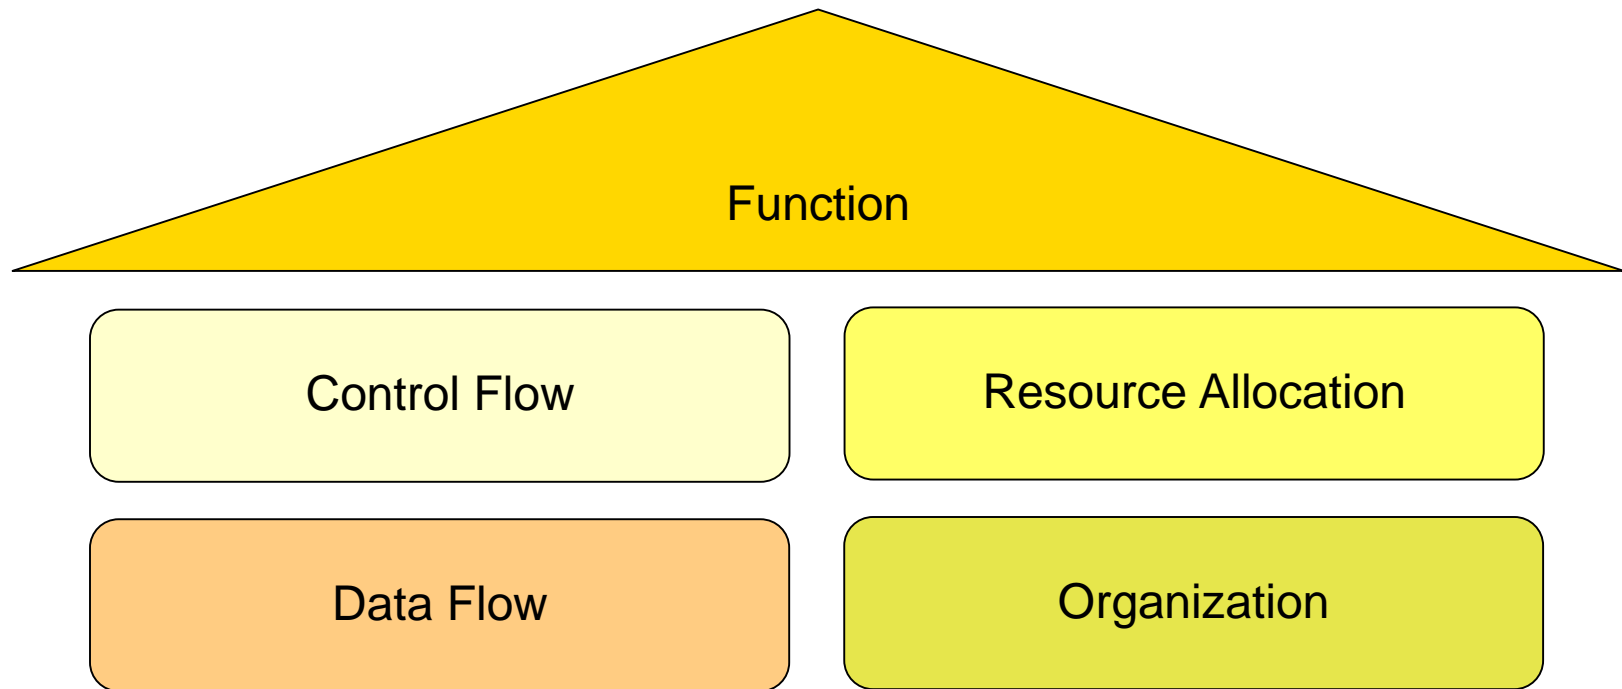 Function
Control Flow
Resource Allocation
Data Flow
Organization